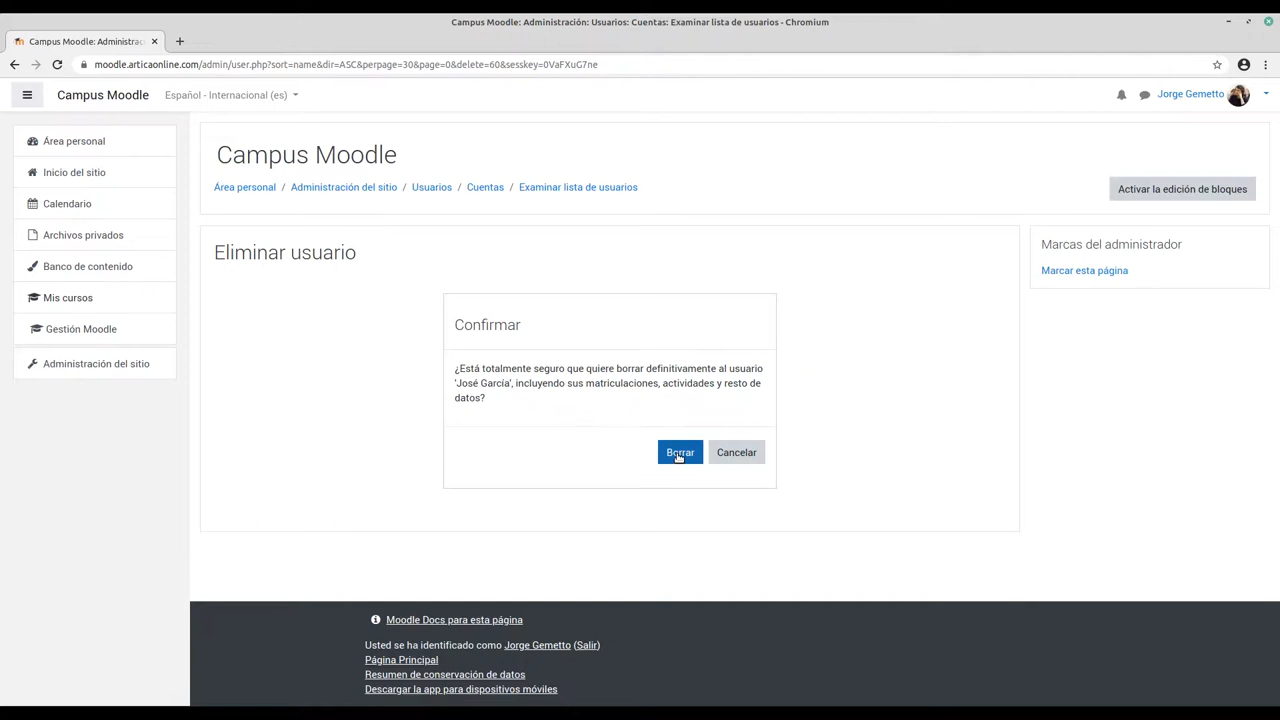 Campus Moodle: Administración: Usuarios: Cuentas: Examinar lista de usuarios - Chromium
Campus Moodle: Administrac
moodle.articaonline.com/admin/user.php?sort=name&dir=ASC&perpage=30&page=0&delete=60&sesskey=0VaFXuG7ne
Campus Moodle
Español - Internacional (es)
Jorge Gemetto
Área personal
Inicio del sitio
Calendario
Archivos privados
Banco de contenido
Mis cursos
Gestión Moodle
Administración del sitio
Campus Moodle
Área personal / Administración del sitio / Usuarios / Cuentas / Examinar lista de usuarios
Activar la edición de bloques
Eliminar usuario
Confirmar
¿Está totalmente seguro que quiere borrar definitivamente al usuario
'José García', incluyendo sus matriculaciones, actividades y resto de
datos?
Borrar
Cancelar
Marcas del administrador
Marcar esta página
Moodle Docs para esta página
Usted se ha identificado como Jorge Gemetto (Salir)
Página Principal
Resumen de conservación de datos
Descargar la app para dispositivos móviles